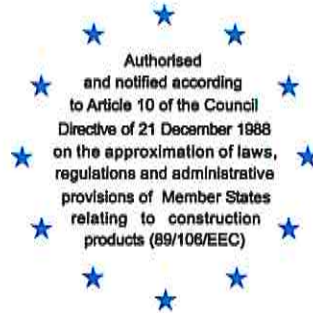 Authorised
and notified according
to Article 10 of the Council
Directive of 21 December 1988
on the approximation of laws,
regulations and administrative
provisions of Member States
relating to construction
products (89/106/EEC)